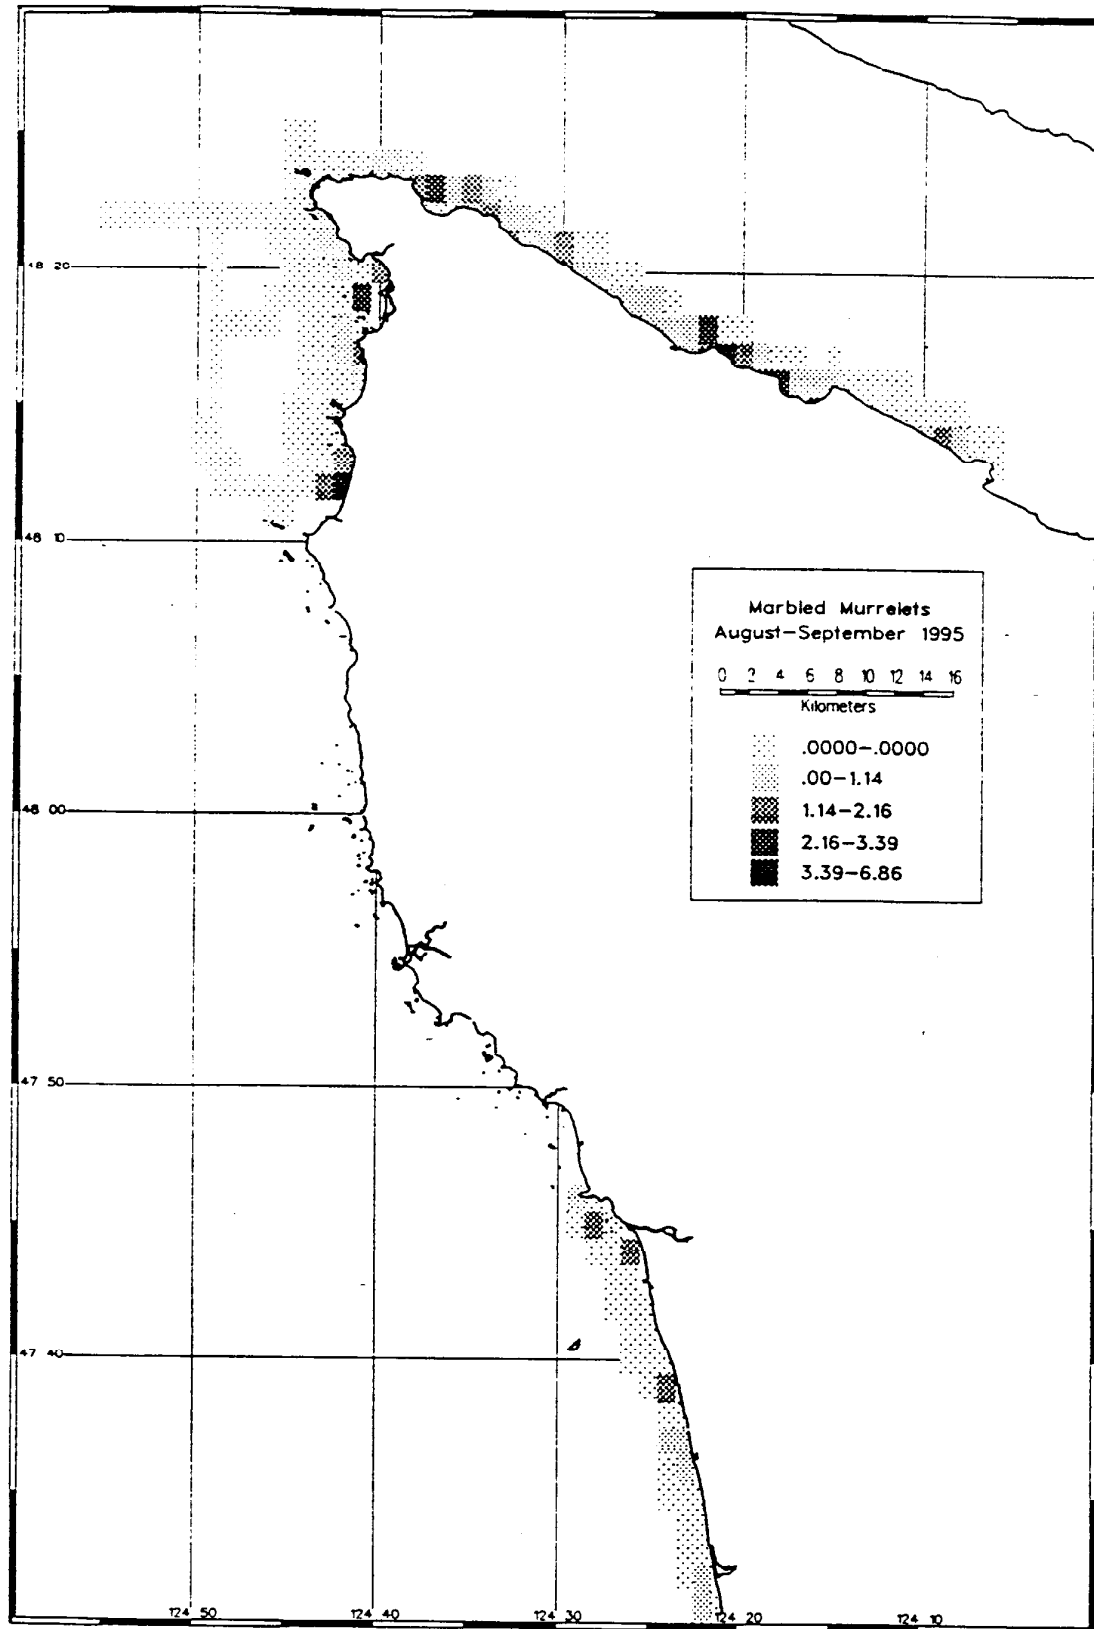 48 20
48 10
Marbled Murrelets
August-September 1995
0 2 4 6 8 10 12 14 16
Kilometers
.0000-.0000
.00-1.14
1.14-2.16
2.16-3.39
3.39-6.86
48 00
47 50
47 40
124 50 124 40 124 30 124 20 124 10